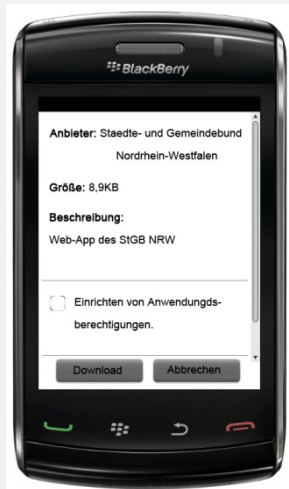 BlackBerry
Anbieter: Staedte- und Gemeindebund
Nordrhein-Westfalen
Größe: 8,9KB
Beschreibung:
Web-App des StGB NRW
Einrichten von Anwendungds-
berechtigungen.
Download
Abbrechen